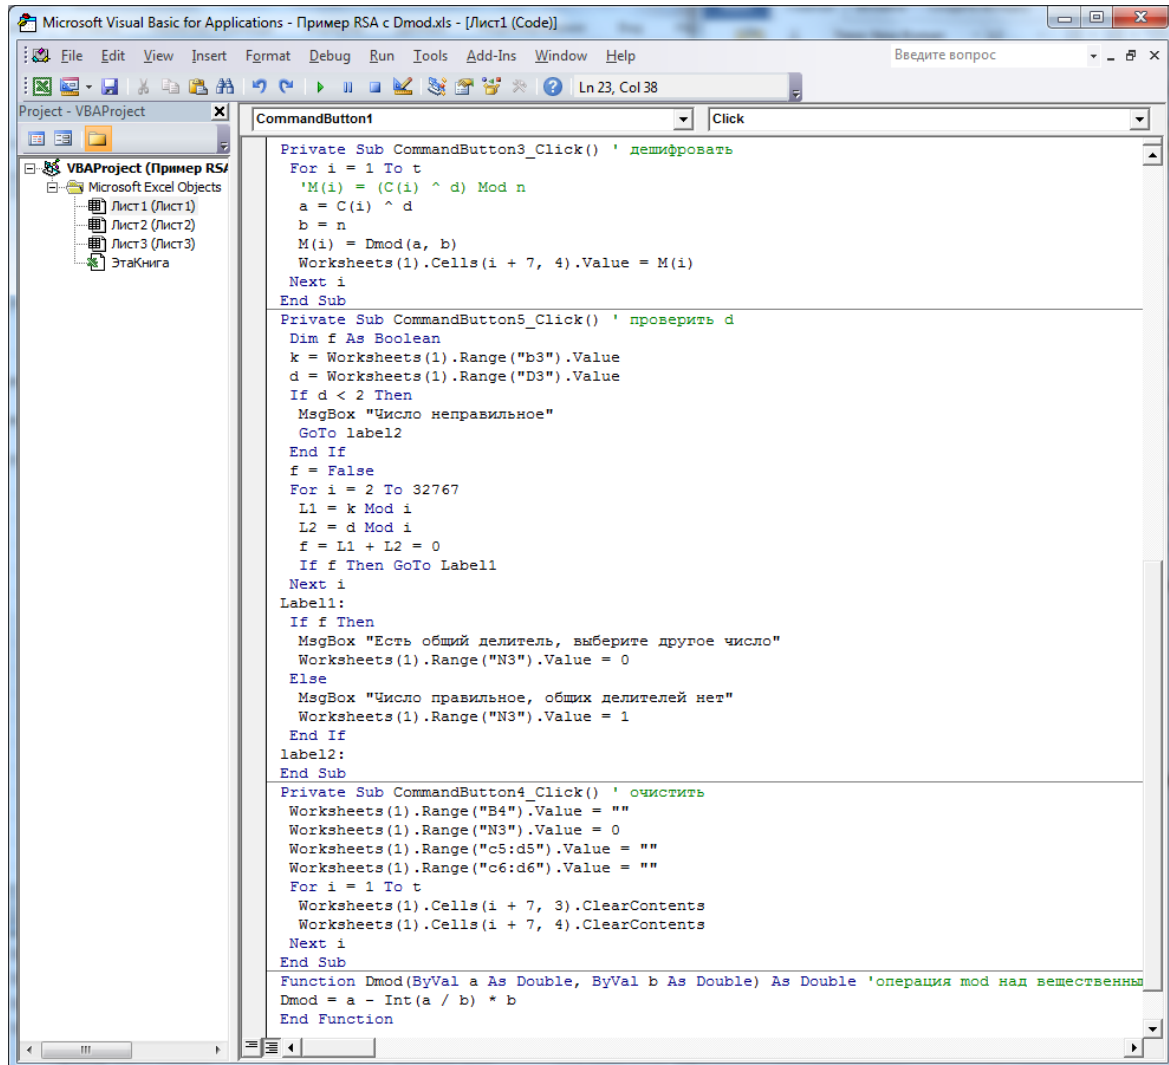 Microsoft Visual Basic for Applications - Пример RSA с Dmod.xls - [Лист1 (Code)]
File Edit View Insert Format Debug Run Tools Add-Ins Window Help Введите вопрос
Ln 23, Col 38
Project - VBAProject
CommandButton1 Click
VBAProject (Пример RSA
Microsoft Excel Objects
Лист1 (Лист1)
Лист2 (Лист2)
Лист3 (Лист3)
ЭтаКнига
Private Sub CommandButton3_Click() ' дешифровать
For i = 1 To t
'M(i) = (C(i) ^ d) Mod n
a = C(i) ^ d
b = n
M(i) = Dmod(a, b)
Worksheets(1).Cells(i + 7, 4).Value = M(i)
Next i
End Sub
Private Sub CommandButton5_Click() ' проверить d
Dim f As Boolean
k = Worksheets(1).Range("b3").Value
d = Worksheets(1).Range("D3").Value
If d < 2 Then
MsgBox "Число неправильное"
GoTo label2
End If
f = False
For i = 2 To 32767
L1 = k Mod i
L2 = d Mod i
f = L1 + L2 = 0
If f Then GoTo Label1
Next i
Label1:
If f Then
MsgBox "Есть общий делитель, выберите другое число"
Worksheets(1).Range("N3").Value = 0
Else
MsgBox "Число правильное, общих делителей нет"
Worksheets(1).Range("N3").Value = 1
End If
label2:
End Sub
Private Sub CommandButton4_Click() ' очистить
Worksheets(1).Range("B4").Value = ""
Worksheets(1).Range("N3").Value = 0
Worksheets(1).Range("c5:d5").Value = ""
Worksheets(1).Range("c6:d6").Value = ""
For i = 1 To t
Worksheets(1).Cells(i + 7, 3).ClearContents
Worksheets(1).Cells(i + 7, 4).ClearContents
Next i
End Sub
Function Dmod(ByVal a As Double, ByVal b As Double) As Double 'операция mod над вещественны
Dmod = a - Int(a / b) * b
End Function